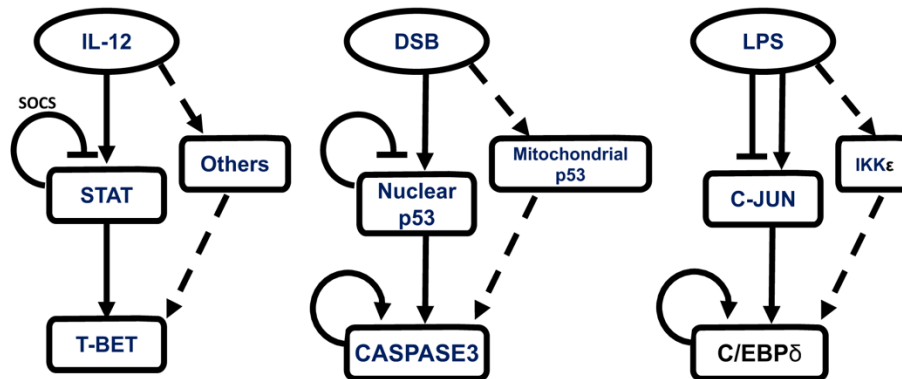 IL-12
SOCS
Others
STAT
T-BET
DSB
Mitochondrial
p53
Nuclear
p53
CASPASE3
LPS
IKKε
C-JUN
C/EBPδ